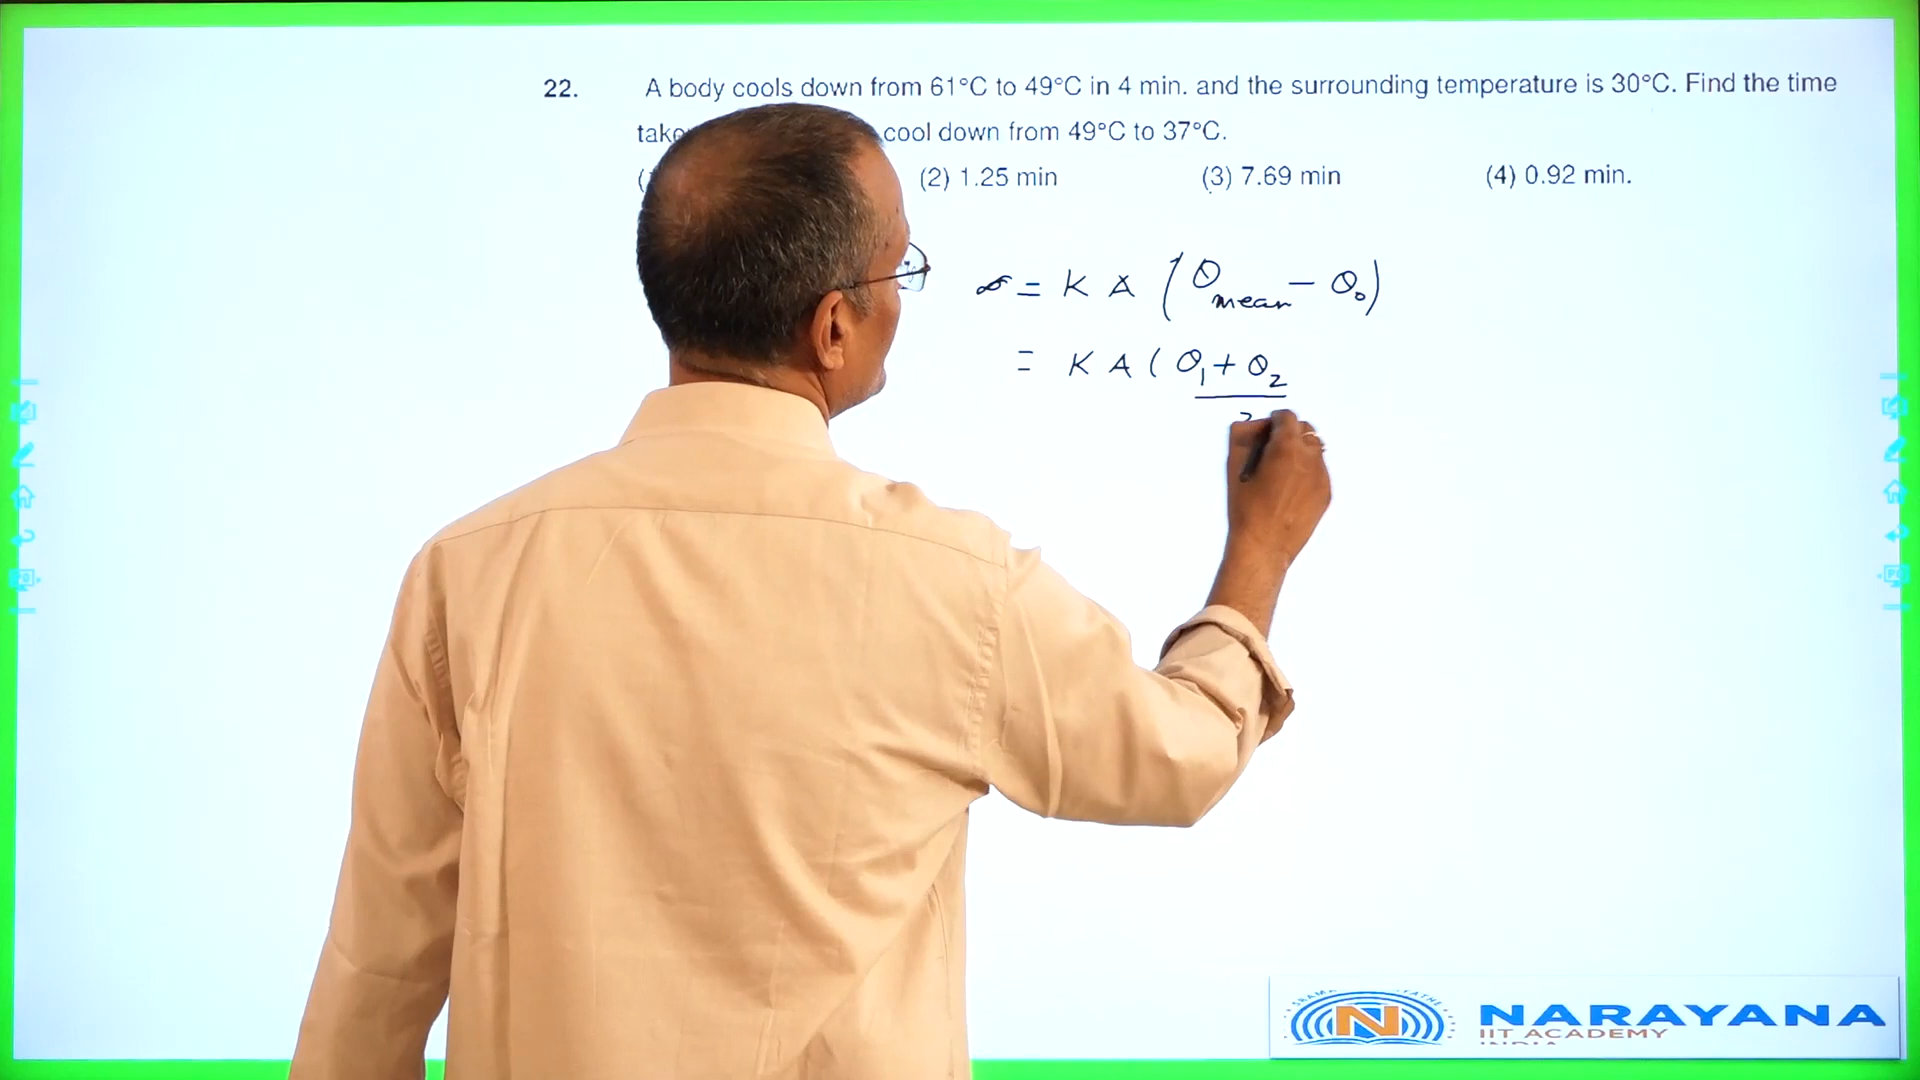 22. A body cools down from 61°C to 49°C in 4 min. and the surrounding temperature is 30°C. Find the time
cool down from 49°C to 37°C.
(2) 1.25 min (3) 7.69 min (4) 0.92 min.
= K A (θmean − θ₀)
= K A ( θ₁ + θ₂
NARAYANA
IIT ACADEMY
INDIA